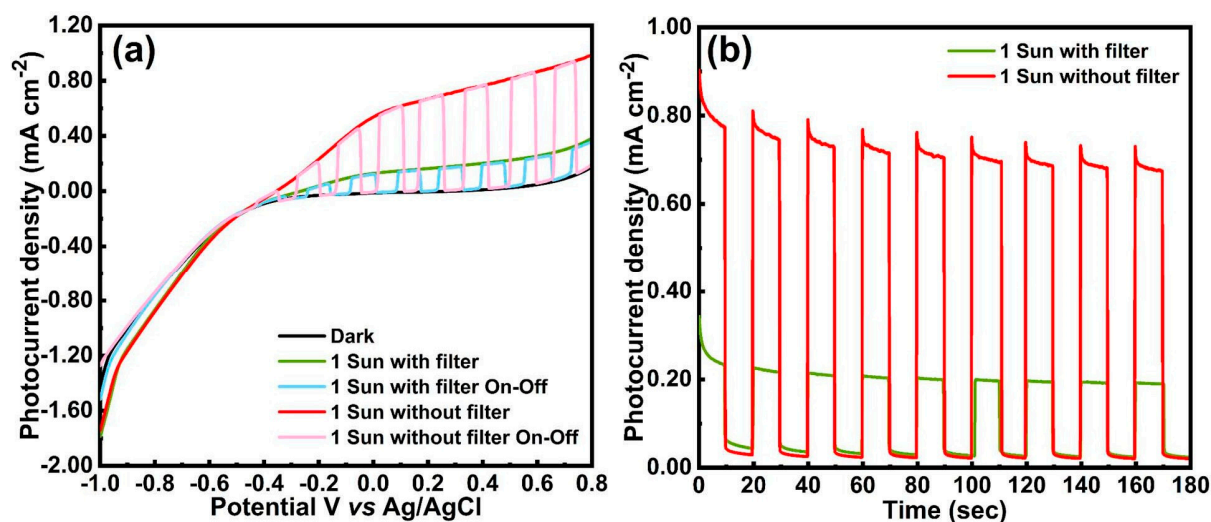 (a)
1.20
0.80
0.40
0.00
-0.40
-0.80
-1.20
-1.60
-2.00
Photocurrent density (mA cm-2)
Dark
1 Sun with filter
1 Sun with filter On-Off
1 Sun without filter
1 Sun without filter On-Off
-1.0 -0.8 -0.6 -0.4 -0.2 0.0 0.2 0.4 0.6 0.8
Potential V vs Ag/AgCl
(b)
1.00
0.80
0.60
0.40
0.20
0.00
Photocurrent density (mA cm-2)
1 Sun with filter
1 Sun without filter
0 20 40 60 80 100 120 140 160 180
Time (sec)